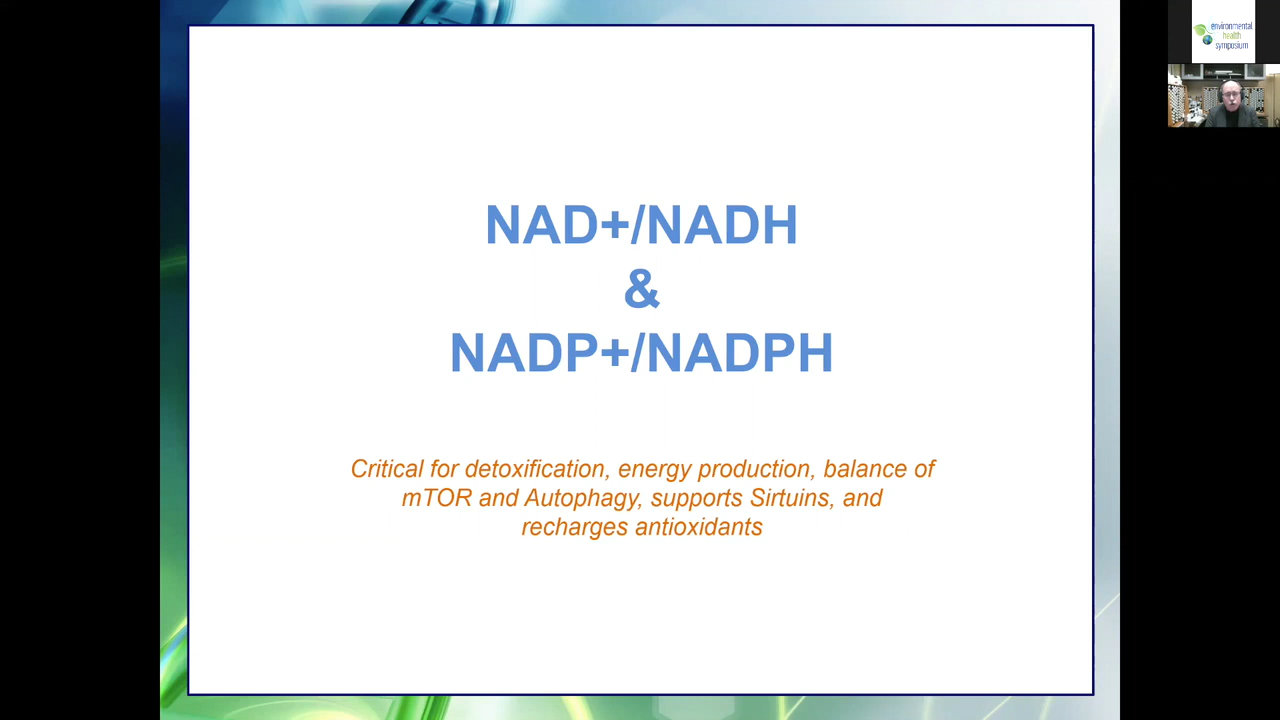 NAD+/NADH
&
NADP+/NADPH
Critical for detoxification, energy production, balance of
mTOR and Autophagy, supports Sirtuins, and
recharges antioxidants
environmental
health
symposium